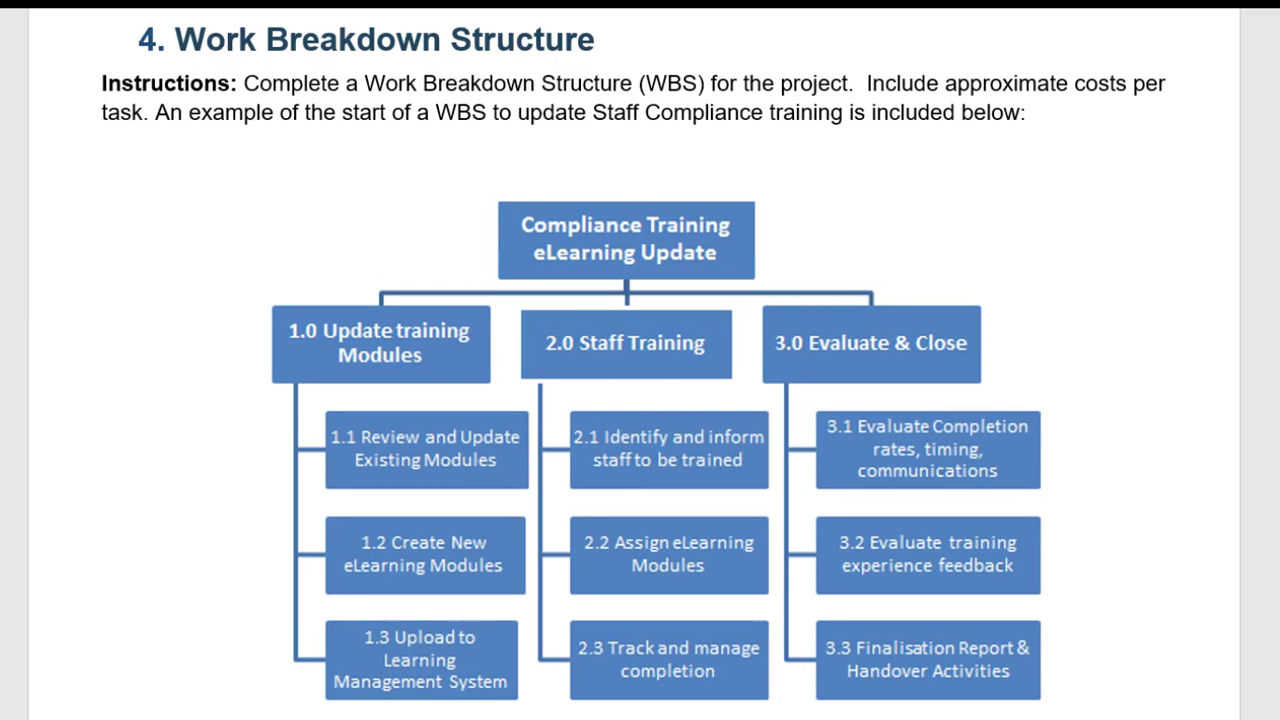 4. Work Breakdown Structure
Instructions: Complete a Work Breakdown Structure (WBS) for the project.  Include approximate costs per
task. An example of the start of a WBS to update Staff Compliance training is included below:
Compliance Training
eLearning Update
1.0 Update training
Modules
2.0 Staff Training
3.0 Evaluate & Close
1.1 Review and Update
Existing Modules
2.1 Identify and inform
staff to be trained
3.1 Evaluate Completion
rates, timing,
communications
1.2 Create New
eLearning Modules
2.2 Assign eLearning
Modules
3.2 Evaluate training
experience feedback
1.3 Upload to
Learning
Management System
2.3 Track and manage
completion
3.3 Finalisation Report &
Handover Activities